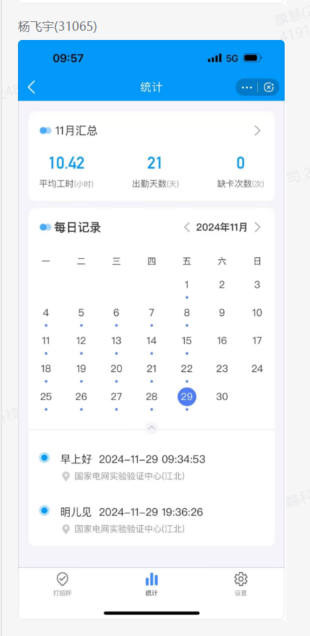 杨飞宇(31065)
09:57 5G
统计
11月汇总
10.42 21 0
平均工时(小时) 出勤天数(天) 缺卡次数(次)
每日记录 2024年11月
一 二 三 四 五 六 日
1 2 3
4 5 6 7 8 9 10
11 12 13 14 15 16 17
18 19 20 21 22 23 24
25 26 27 28 29 30
早上好 2024-11-29 09:34:53
国家电网实验验证中心(江北)
明儿见 2024-11-29 19:36:26
国家电网实验验证中心(江北)
打招呼 统计 设置